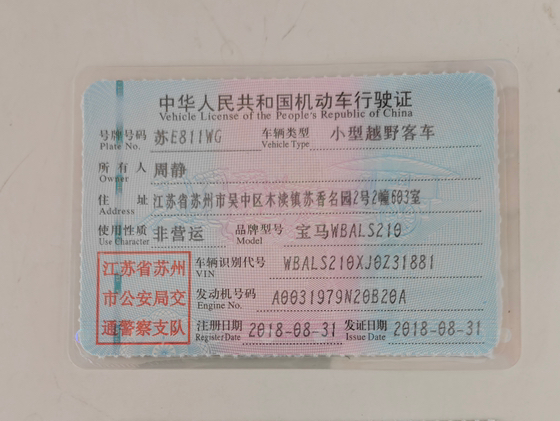 中华人民共和国机动车行驶证
Vehicle License of the People's Republic of China
号牌号码 苏E811WG 车辆类型 小型越野客车
Plate No. Vehicle Type
所有人 周静
Owner
住址 江苏省苏州市吴中区木渎镇苏香名园2号2幢603室
Address
使用性质 非营运 品牌型号 宝马WBALS210
Use Character Model
江苏省苏州
市公安局交
通警察支队
车辆识别代号 WBALS210XJ0Z31881
VIN
发动机号码 A0031979N20B20A
Engine No.
注册日期 2018-08-31 发证日期 2018-08-31
Register Date Issue Date